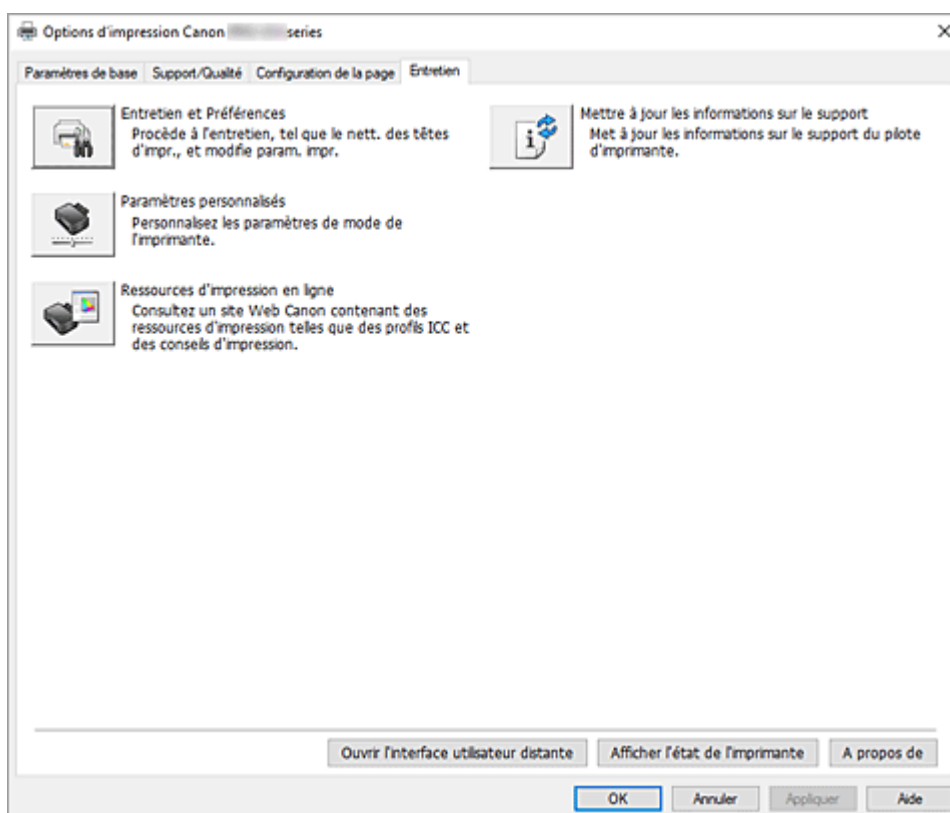 Options d'impression Canon series
Paramètres de base Support/Qualité Configuration de la page Entretien
Entretien et Préférences
Procède à l'entretien, tel que le nett. des têtes
d'impr., et modifie param. impr.
Mettre à jour les informations sur le support
Met à jour les informations sur le support du pilote
d'imprimante.
Paramètres personnalisés
Personnalisez les paramètres de mode de
l'imprimante.
Ressources d'impression en ligne
Consultez un site Web Canon contenant des
ressources d'impression telles que des profils ICC et
des conseils d'impression.
Ouvrir l'interface utilisateur distante Afficher l'état de l'imprimante A propos de
OK Annuler Appliquer Aide